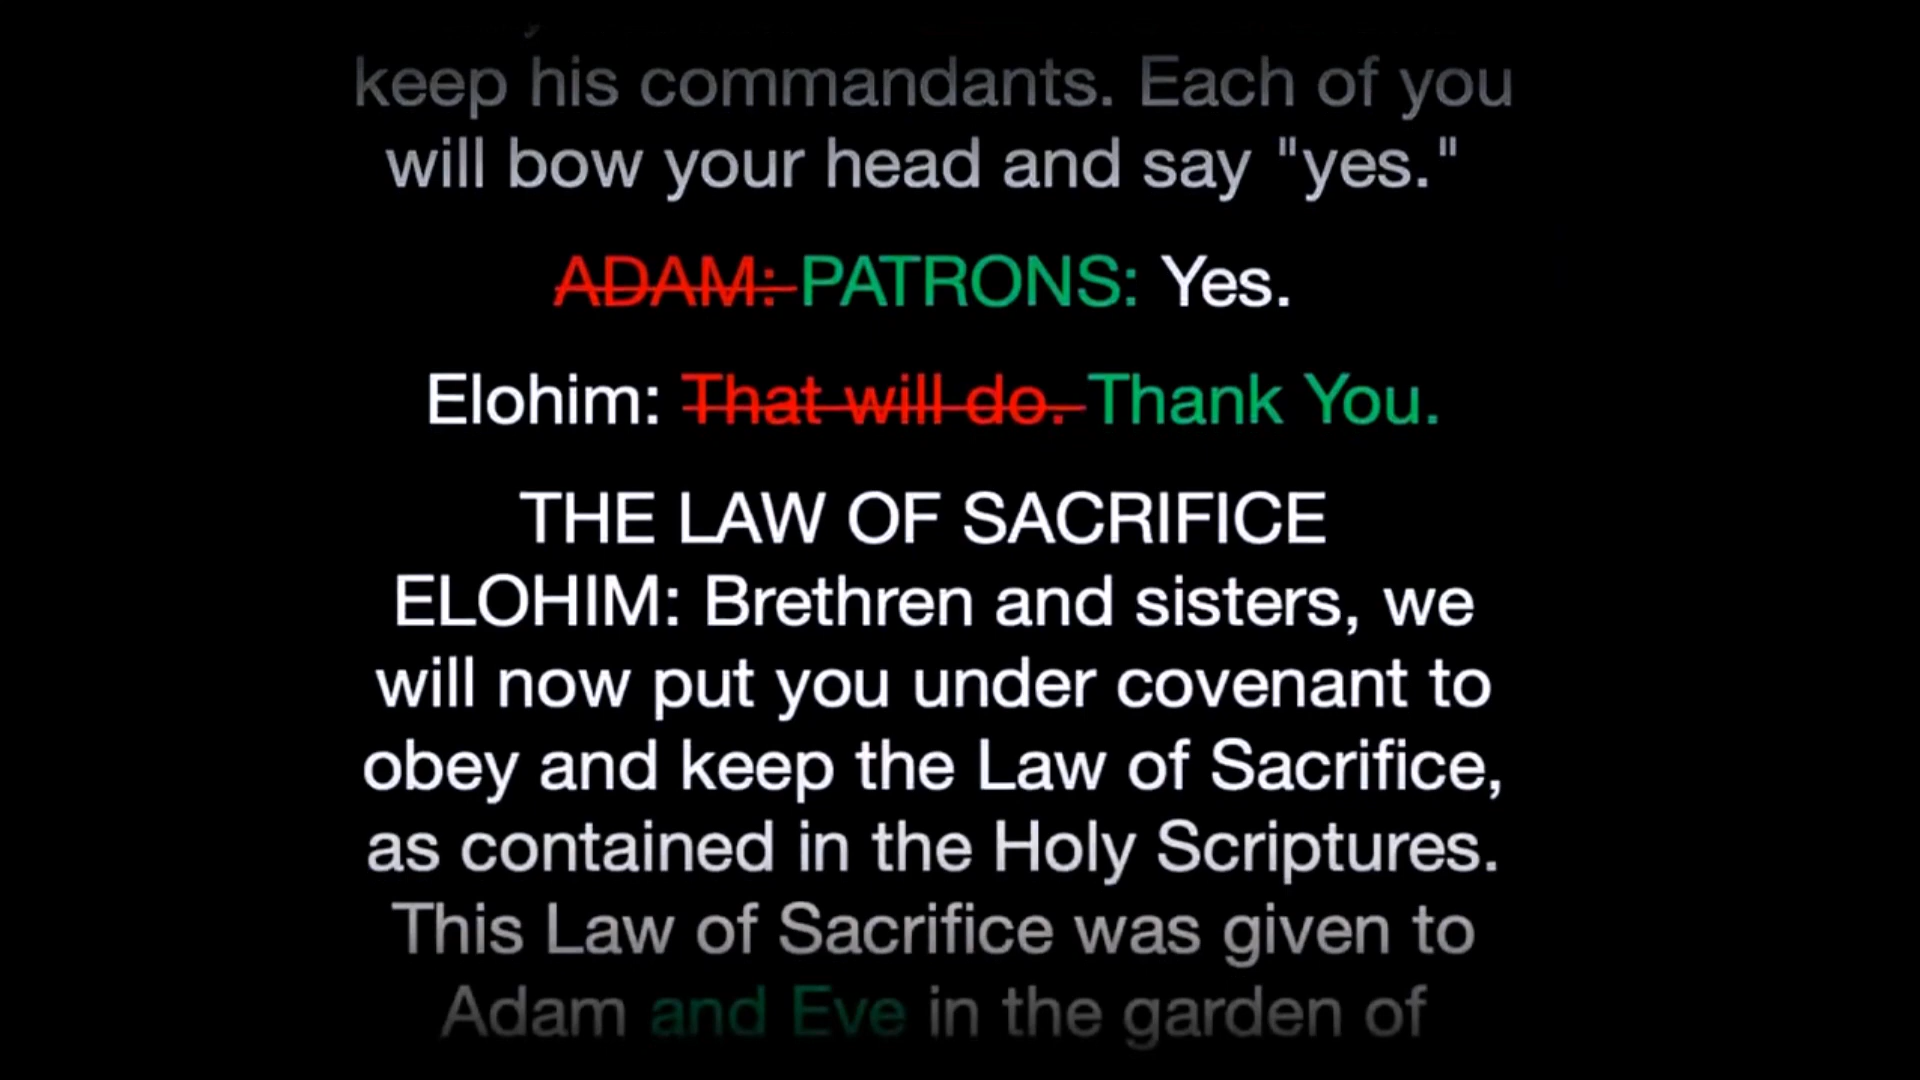 keep his commandants. Each of you
will bow your head and say "yes."
ADAM: PATRONS: Yes.
Elohim: That will do. Thank You.
THE LAW OF SACRIFICE
ELOHIM: Brethren and sisters, we
will now put you under covenant to
obey and keep the Law of Sacrifice,
as contained in the Holy Scriptures.
This Law of Sacrifice was given to
Adam and Eve in the garden of